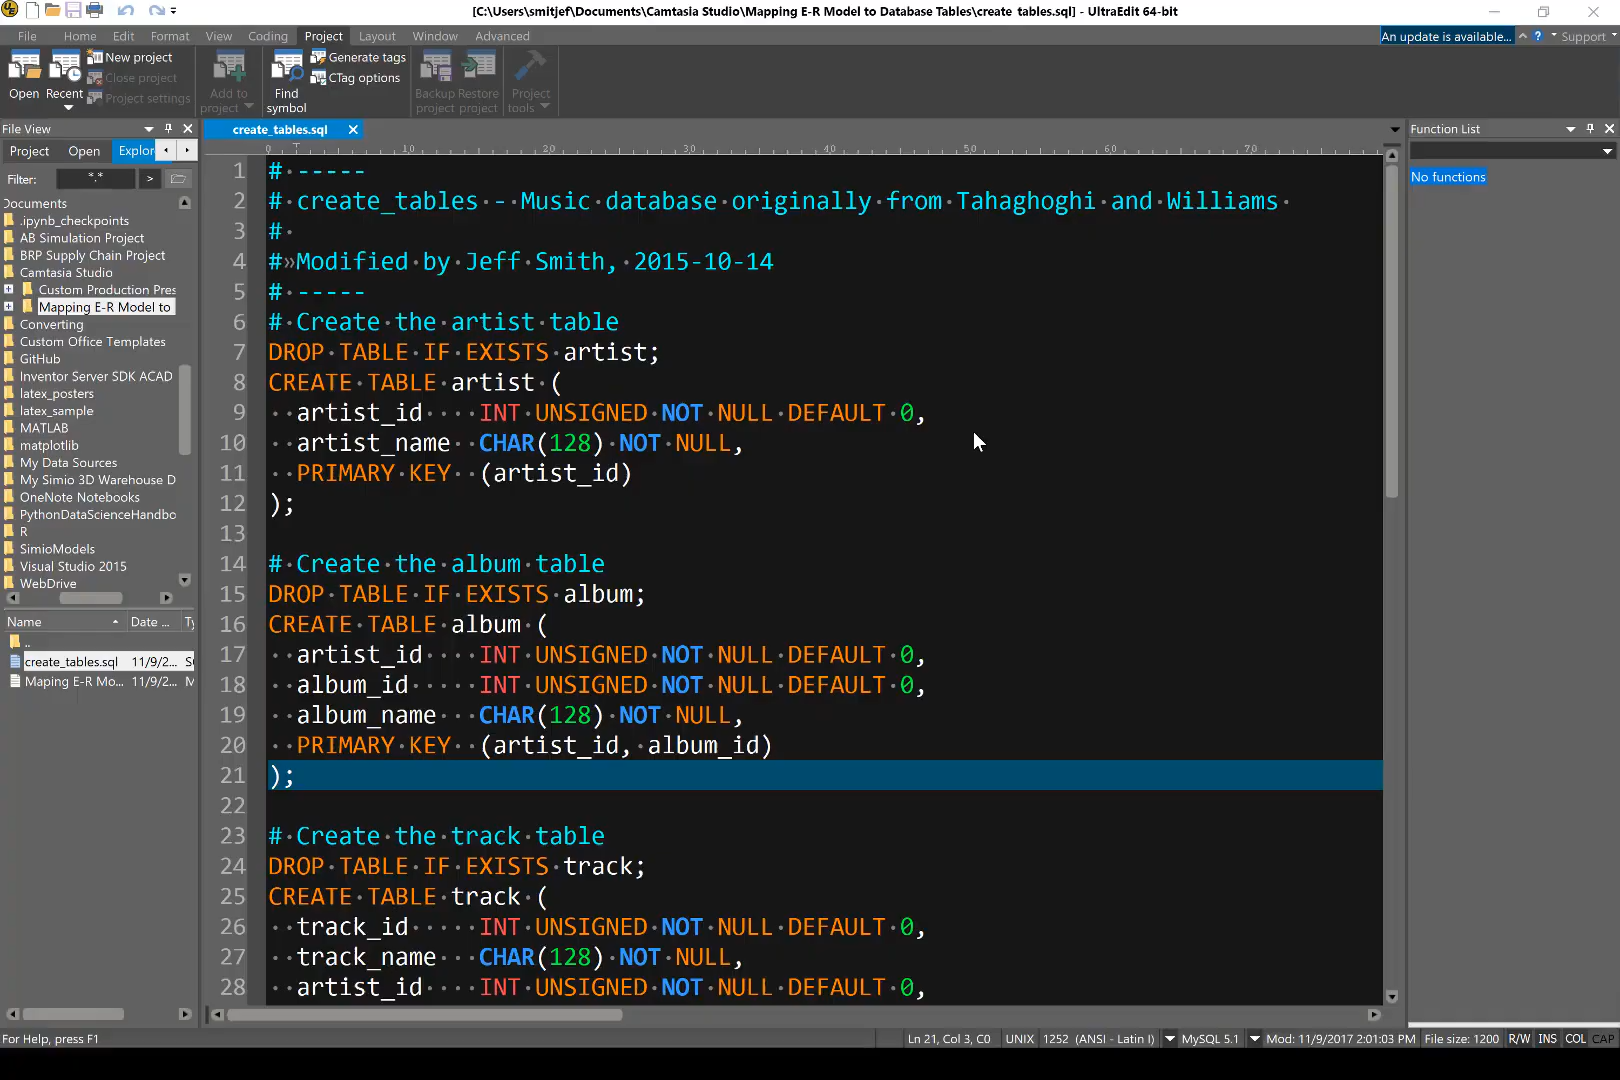 [C:\Users\smitjef\Documents\Camtasia Studio\Mapping E-R Model to Database Tables\create_tables.sql] - UltraEdit 64-bit
File Home Edit Format View Search Coding Project Layout Window Advanced
An update is available... Support
Open
Recent
New project
Close project
Project settings
Add to project
Find symbol
Generate tags
CTag options
Backup project
Restore project
Project tools
File View
Project Open Explor
Filter: *.* >
Documents
.ipynb_checkpoints
AB Simulation Project
BRP Supply Chain Project
Camtasia Studio
Custom Production Pres
Mapping E-R Model to
Converting
Custom Office Templates
GitHub
Inventor Server SDK ACAD
latex_posters
latex_sample
MATLAB
matplotlib
My Data Sources
My Simio 3D Warehouse D
OneNote Notebooks
PythonDataScienceHandbo
R
SimioModels
Visual Studio 2015
WebDrive
Name Date ... Ty
..
create_tables.sql 11/9/2... S
Maping E-R Mo... 11/9/2... M
create_tables.sql
0 10 20 30 40 50 60 70
1 # -----
2 # create_tables - Music database originally from Tahaghoghi and Williams
3 #
4 #»Modified by Jeff Smith, 2015-10-14
5 # -----
6 # Create the artist table
7 DROP TABLE IF EXISTS artist;
8 CREATE TABLE artist (
9 artist_id INT UNSIGNED NOT NULL DEFAULT 0,
10 artist_name CHAR(128) NOT NULL,
11 PRIMARY KEY (artist_id)
12 );
13
14 # Create the album table
15 DROP TABLE IF EXISTS album;
16 CREATE TABLE album (
17 artist_id INT UNSIGNED NOT NULL DEFAULT 0,
18 album_id INT UNSIGNED NOT NULL DEFAULT 0,
19 album_name CHAR(128) NOT NULL,
20 PRIMARY KEY (artist_id, album_id)
21 );
22
23 # Create the track table
24 DROP TABLE IF EXISTS track;
25 CREATE TABLE track (
26 track_id INT UNSIGNED NOT NULL DEFAULT 0,
27 track_name CHAR(128) NOT NULL,
28 artist_id INT UNSIGNED NOT NULL DEFAULT 0,
Function List
No functions
For Help, press F1
Ln 21, Col 3, C0 UNIX 1252 (ANSI - Latin I) MySQL 5.1 Mod: 11/9/2017 2:01:03 PM File size: 1200 R/W INS COL CAP